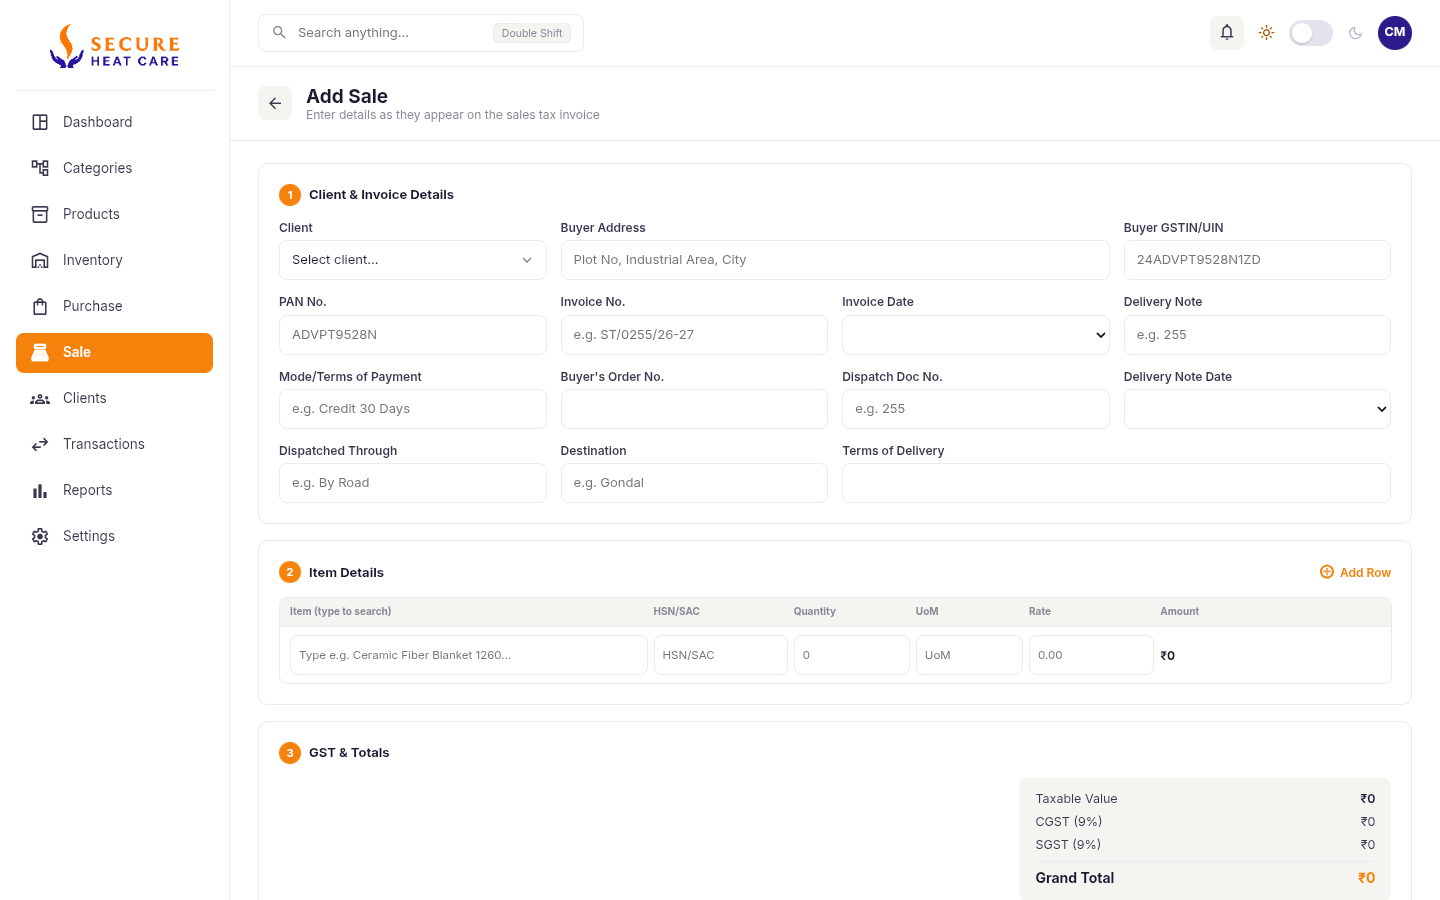 SECURE
HEAT CARE
Search anything...
Double Shift
CM
Dashboard
Categories
Products
Inventory
Purchase
Sale
Clients
Transactions
Reports
Settings
Add Sale
Enter details as they appear on the sales tax invoice
1 Client & Invoice Details
Client
Buyer Address
Buyer GSTIN/UIN
Select client...
Plot No, Industrial Area, City
24ADVPT9528N1ZD
PAN No.
Invoice No.
Invoice Date
Delivery Note
ADVPT9528N
e.g. ST/0255/26-27
e.g. 255
Mode/Terms of Payment
Buyer's Order No.
Dispatch Doc No.
Delivery Note Date
e.g. Credit 30 Days
e.g. 255
Dispatched Through
Destination
Terms of Delivery
e.g. By Road
e.g. Gondal
2 Item Details
Add Row
Item (type to search)
HSN/SAC
Quantity
UoM
Rate
Amount
Type e.g. Ceramic Fiber Blanket 1260...
HSN/SAC
0
UoM
0.00
₹0
3 GST & Totals
Taxable Value ₹0
CGST (9%) ₹0
SGST (9%) ₹0
Grand Total ₹0